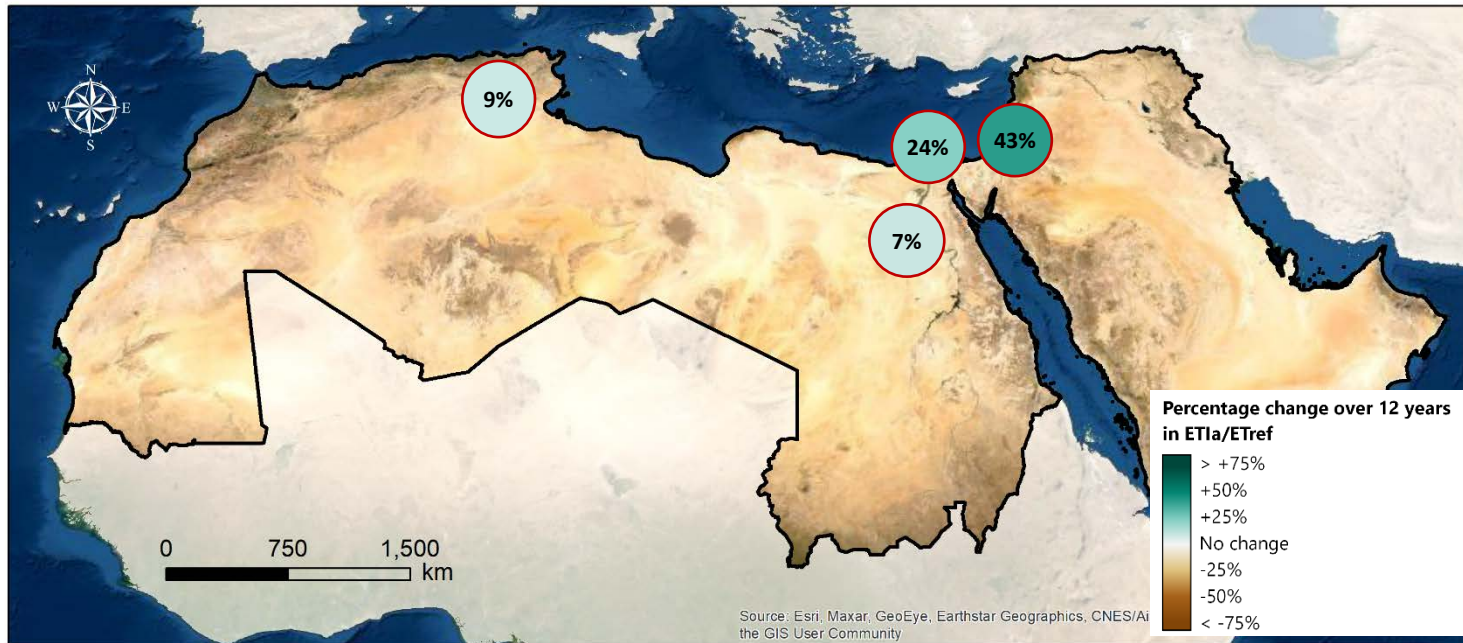 N
W E
S
9%
24%
43%
7%
Percentage change over 12 years
in ETIa/ETref
> +75%
+50%
+25%
No change
-25%
-50%
< -75%
0 750 1,500
km
Source: Esri, Maxar, GeoEye, Earthstar Geographics, CNES/Ai
the GIS User Community